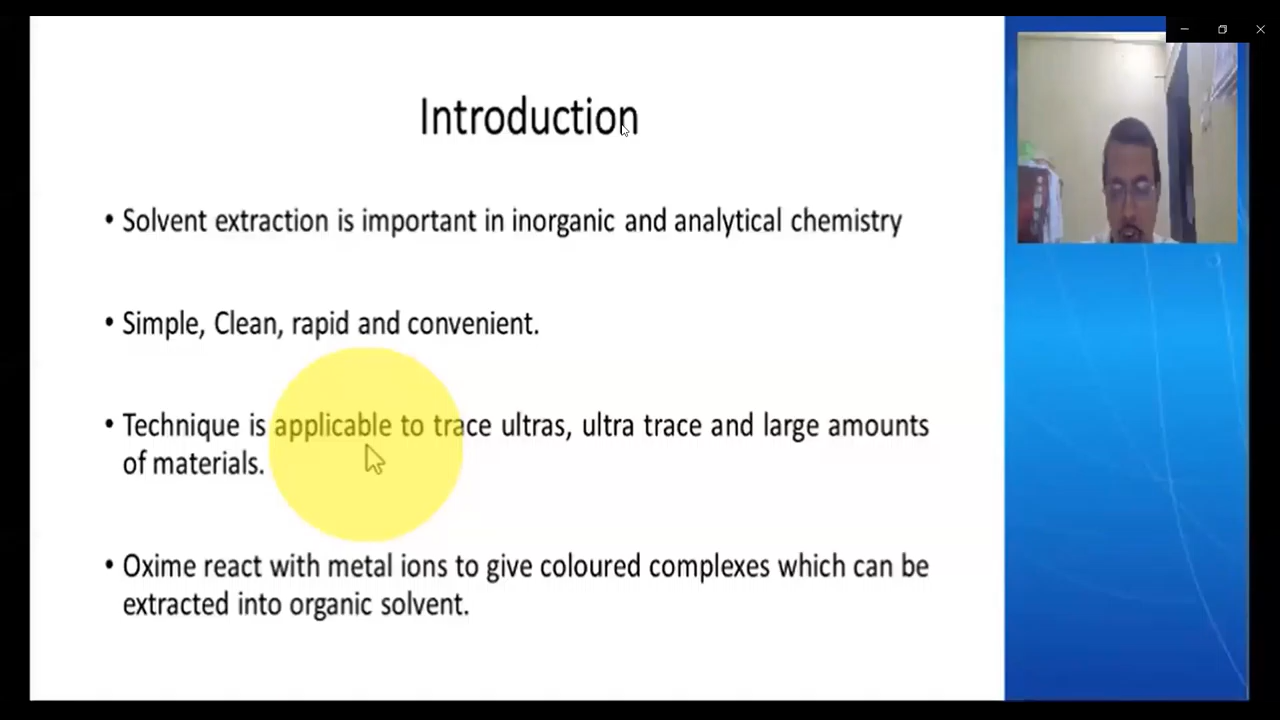 Introduction
• Solvent extraction is important in inorganic and analytical chemistry
• Simple, Clean, rapid and convenient.
• Technique is applicable to trace ultras, ultra trace and large amounts
of materials.
• Oxime react with metal ions to give coloured complexes which can be
extracted into organic solvent.